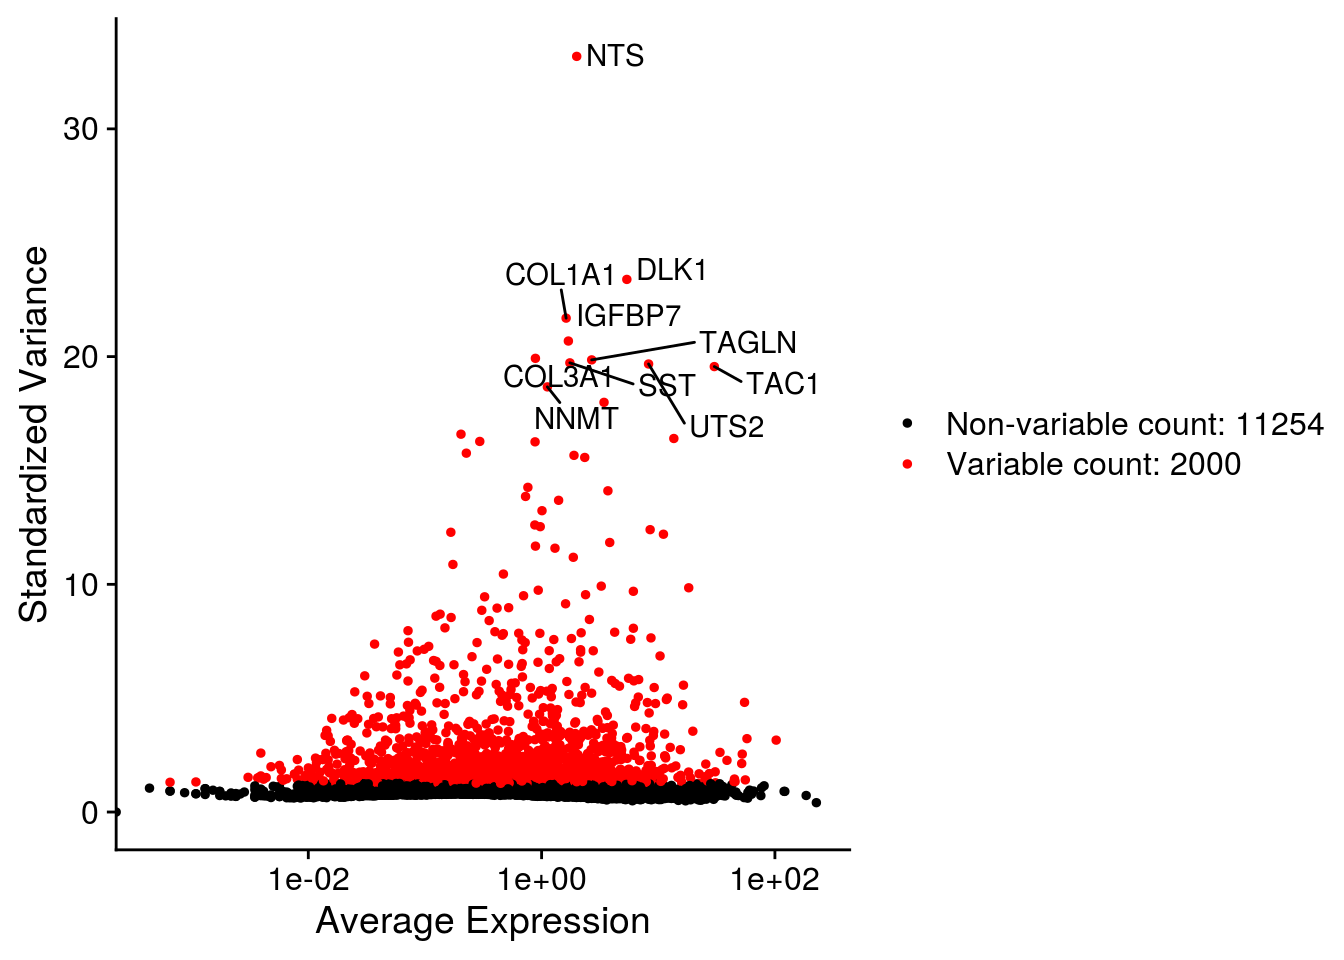 NTS
30
DLK1
COL1A1
IGFBP7
TAGLN
20
COL3A1
SST
TAC1
NNMT
UTS2
Standardized Variance
Non-variable count: 11254
Variable count: 2000
10
0
1e-02
1e+00
1e+02
Average Expression